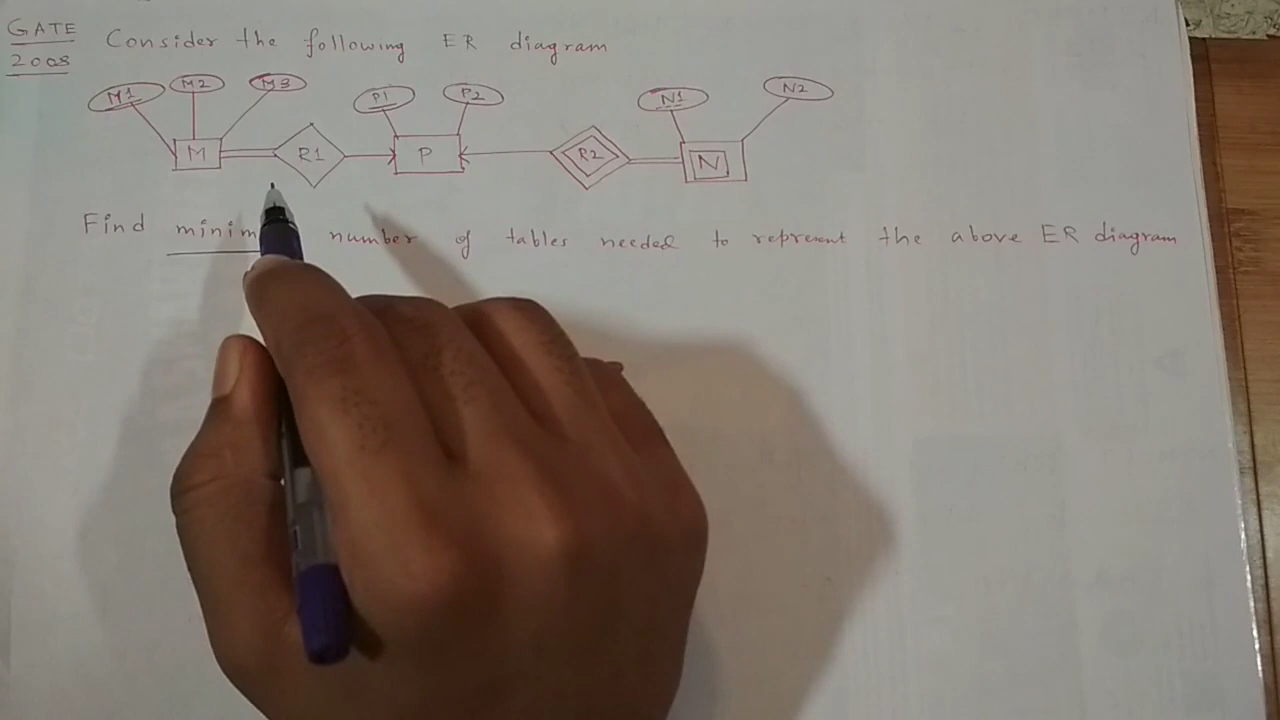 GATE
2008
Consider the following ER diagram
M1 M2 M3 P1 P2 N1 N2
M R1 P R2 N
Find number of tables needed to represent the above ER diagram